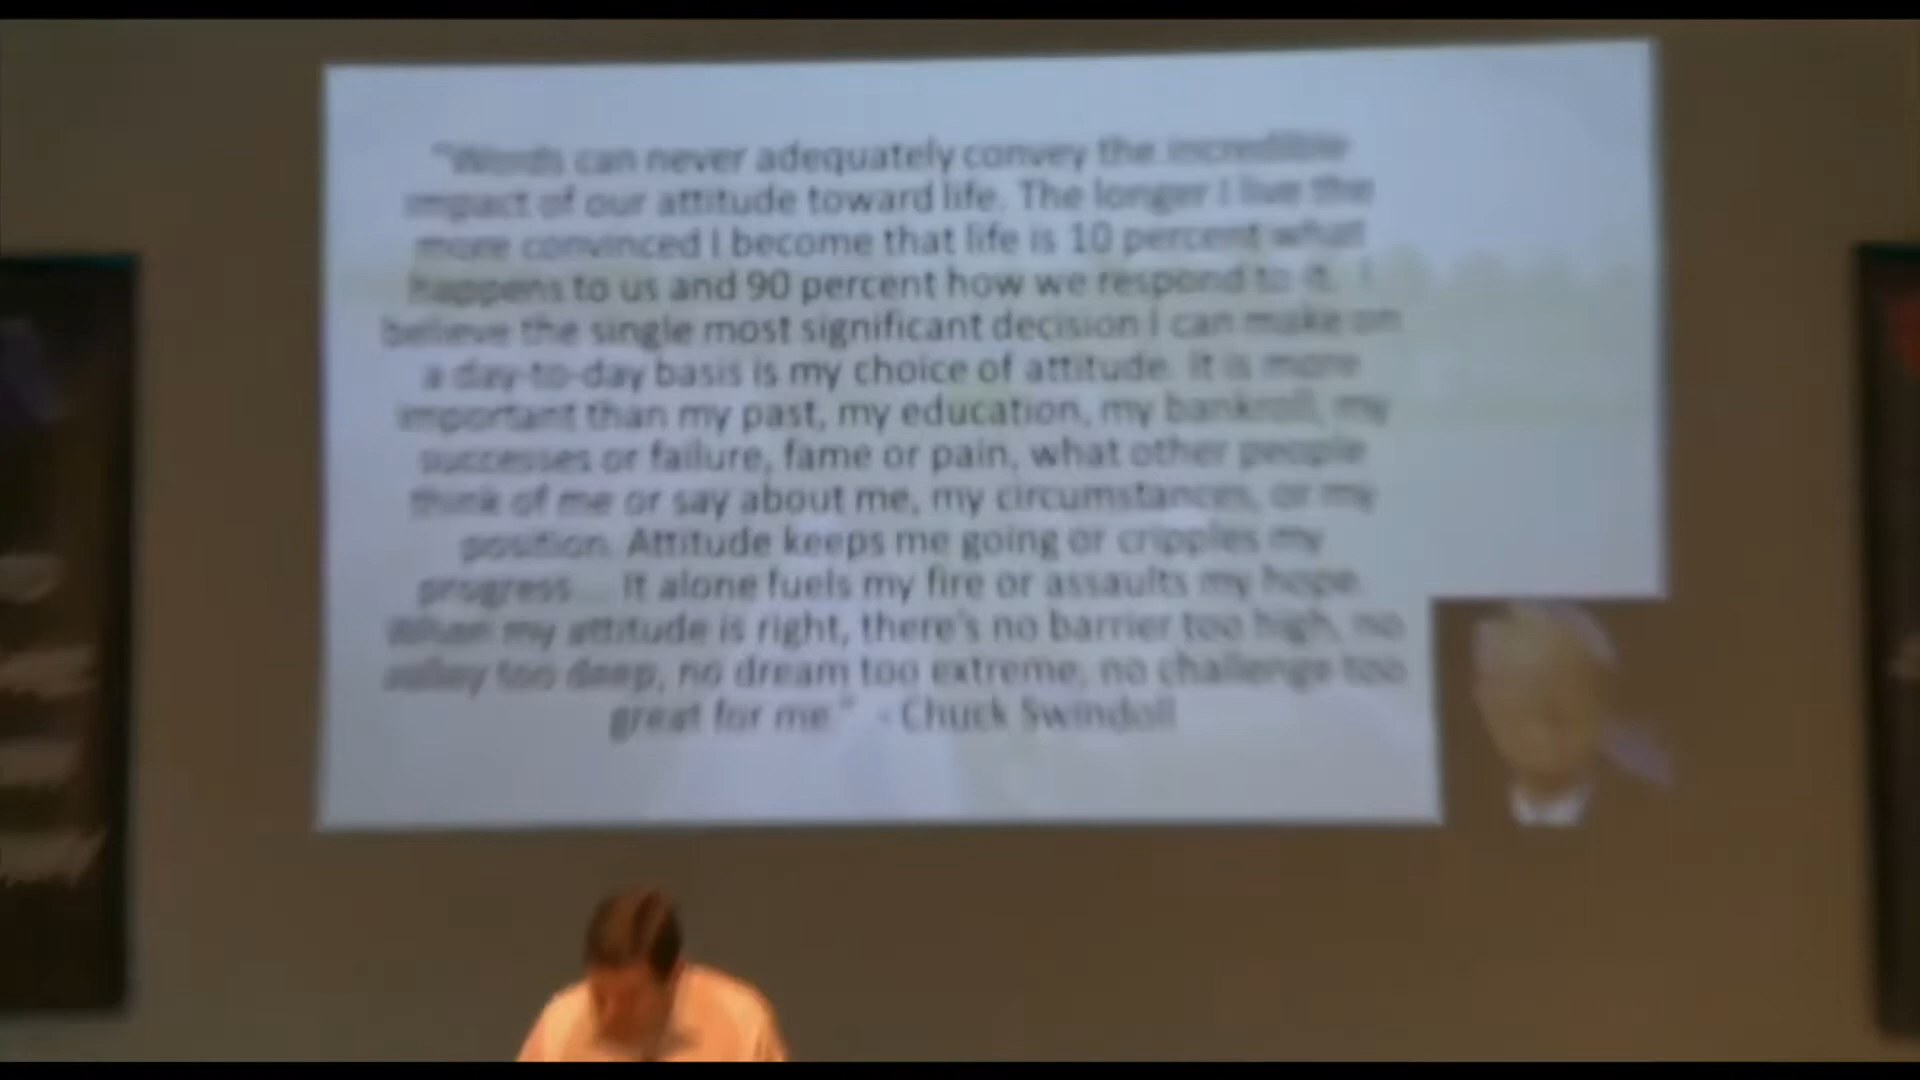 "Words can never adequately convey the incredible
impact of our attitude toward life. The longer I live the
more convinced I become that life is 10 percent what
happens to us and 90 percent how we respond to it. I
believe the single most significant decision I can make on
a day-to-day basis is my choice of attitude. It is more
important than my past, my education, my bankroll, my
successes or failure, fame or pain, what other people
think of me or say about me, my circumstances, or my
position. Attitude keeps me going or cripples my
progress... It alone fuels my fire or assaults my hope.
When my attitude is right, there's no barrier too high, no
valley too deep, no dream too extreme, no challenge too
great for me." - Chuck Swindoll